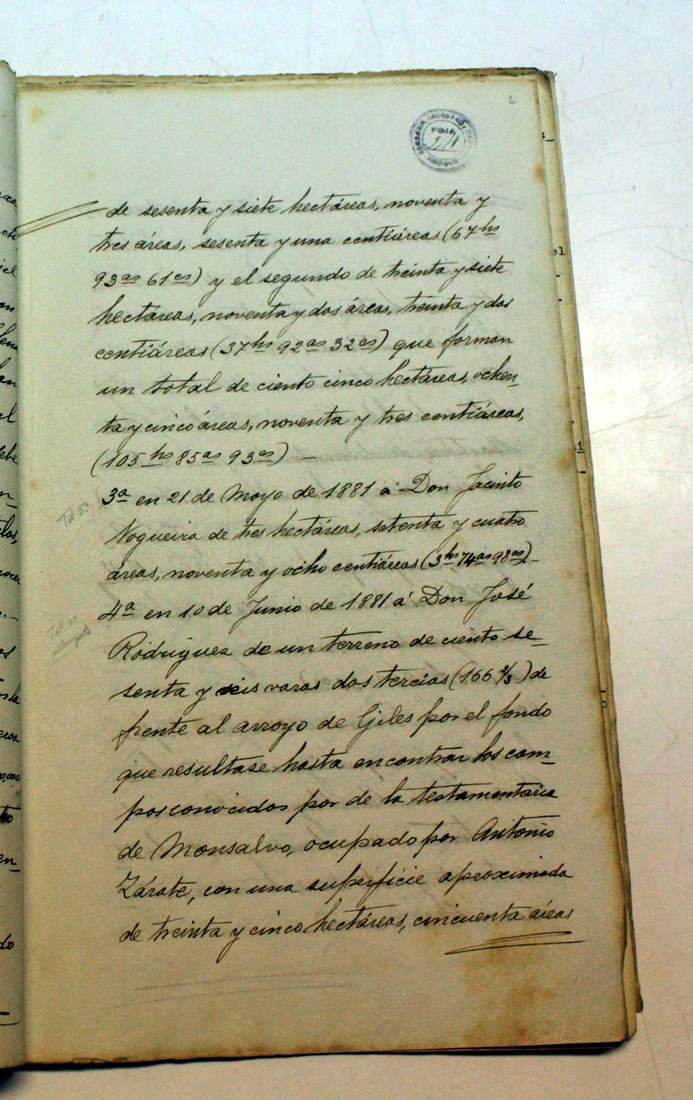 2
de sesenta y siete hectáreas, noventa y
tres áreas, sesenta y una centiáreas (67 hs
93 as 61 cs) y el segundo de treinta y siete
hectáreas, noventa y dos áreas, treinta y dos
centiáreas (37 hs 92 as 32 cs) que forman
un total de ciento cinco hectáreas, ochen-
ta y cinco áreas, noventa y tres centiáreas,
(105 hs 85 as 93 cs) —
3ª en 21 de Mayo de 1881 á Don Jacinto
Nogueira de tres hectáreas, setenta y cuatro
áreas, noventa y ocho centiáreas (3 hs 74 as 98 cs)-
4ª en 10 de Junio de 1881 á Don José
Rodriguez de un terreno de ciento se-
senta y seis varas dos tercias (166 2/3) de
frente al arroyo de Giles por el fondo
que resultase hasta encontrar los cam-
pos conocidos por de la testamentaria
de Monsalvo, ocupado por Antonio
Zárate, con una superficie aproximada
de treinta y cinco hectáreas, cincuenta áreas